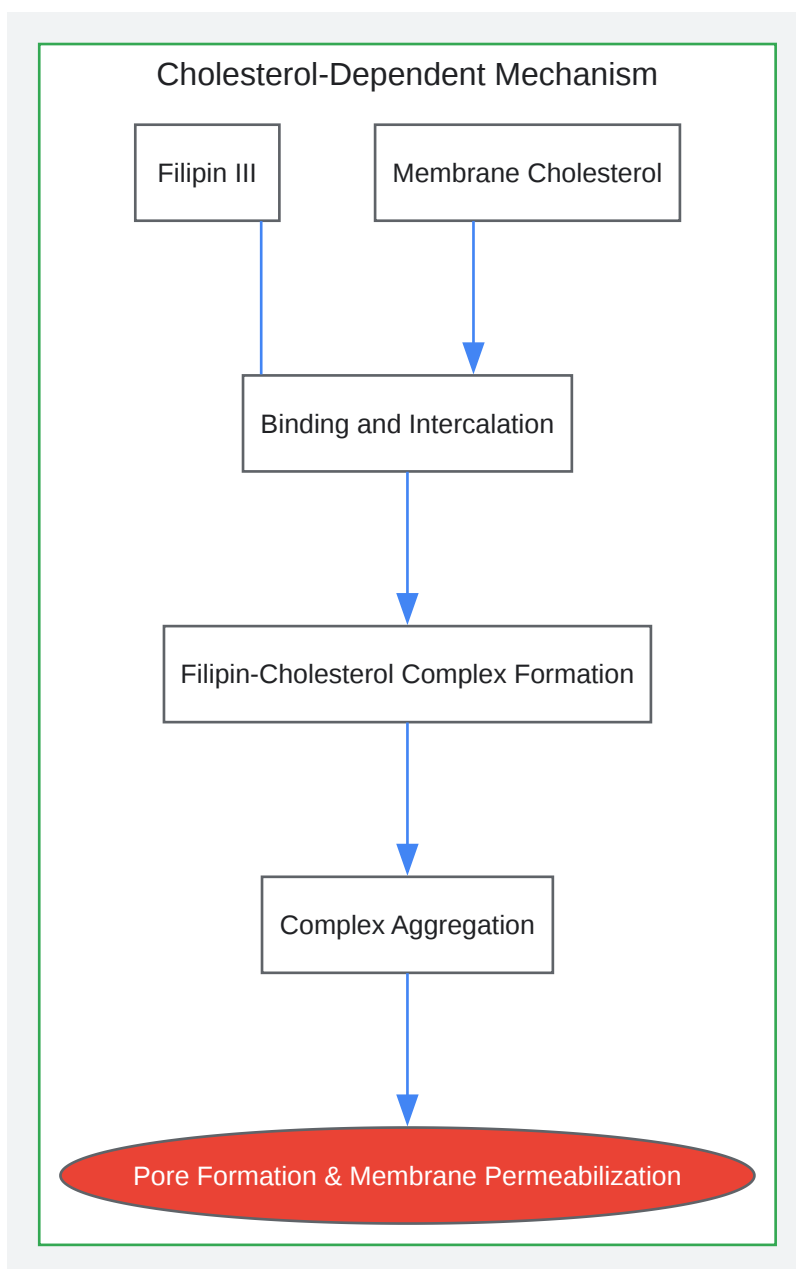 Cholesterol-Dependent Mechanism
Filipin III
Membrane Cholesterol
Binding and Intercalation
Filipin-Cholesterol Complex Formation
Complex Aggregation
Pore Formation & Membrane Permeabilization